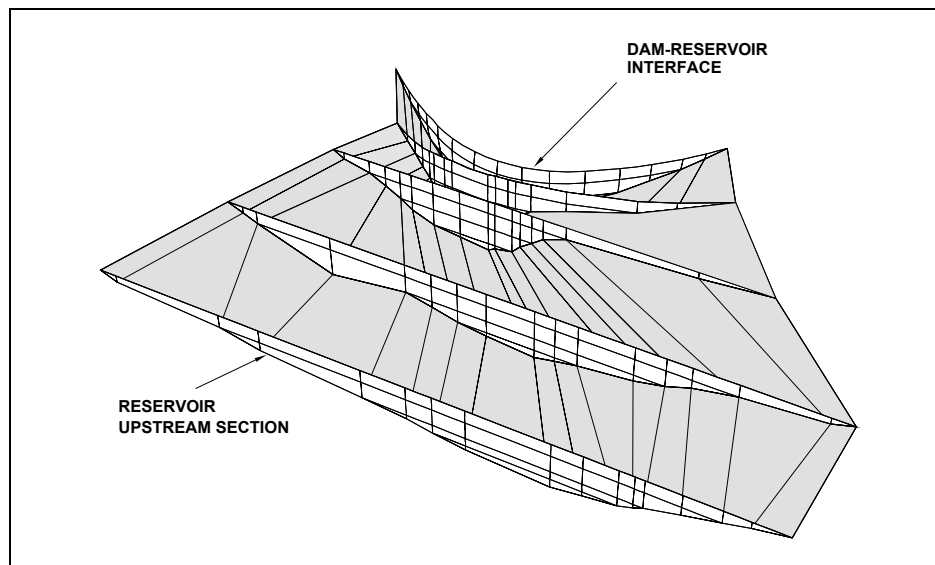 DAM-RESERVOIR
INTERFACE
RESERVOIR
UPSTREAM SECTION